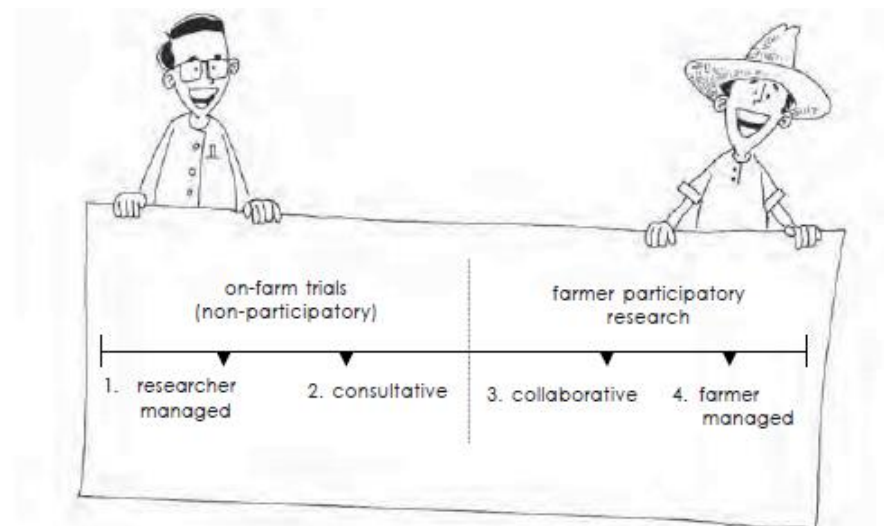 on-farm trials
(non-participatory)
farmer participatory
research
1. researcher
managed
2. consultative
3. collaborative
4. farmer
managed